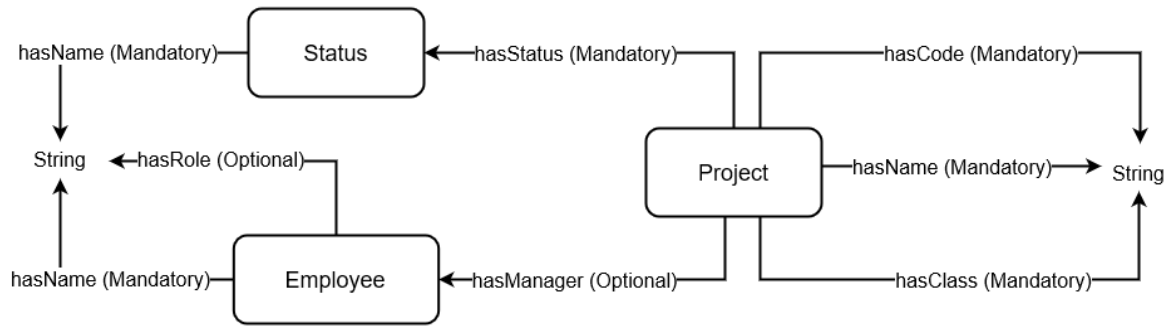 hasName (Mandatory)
Status
hasStatus (Mandatory)
hasCode (Mandatory)
String
hasRole (Optional)
Project
hasName (Mandatory)
String
hasName (Mandatory)
Employee
hasManager (Optional)
hasClass (Mandatory)